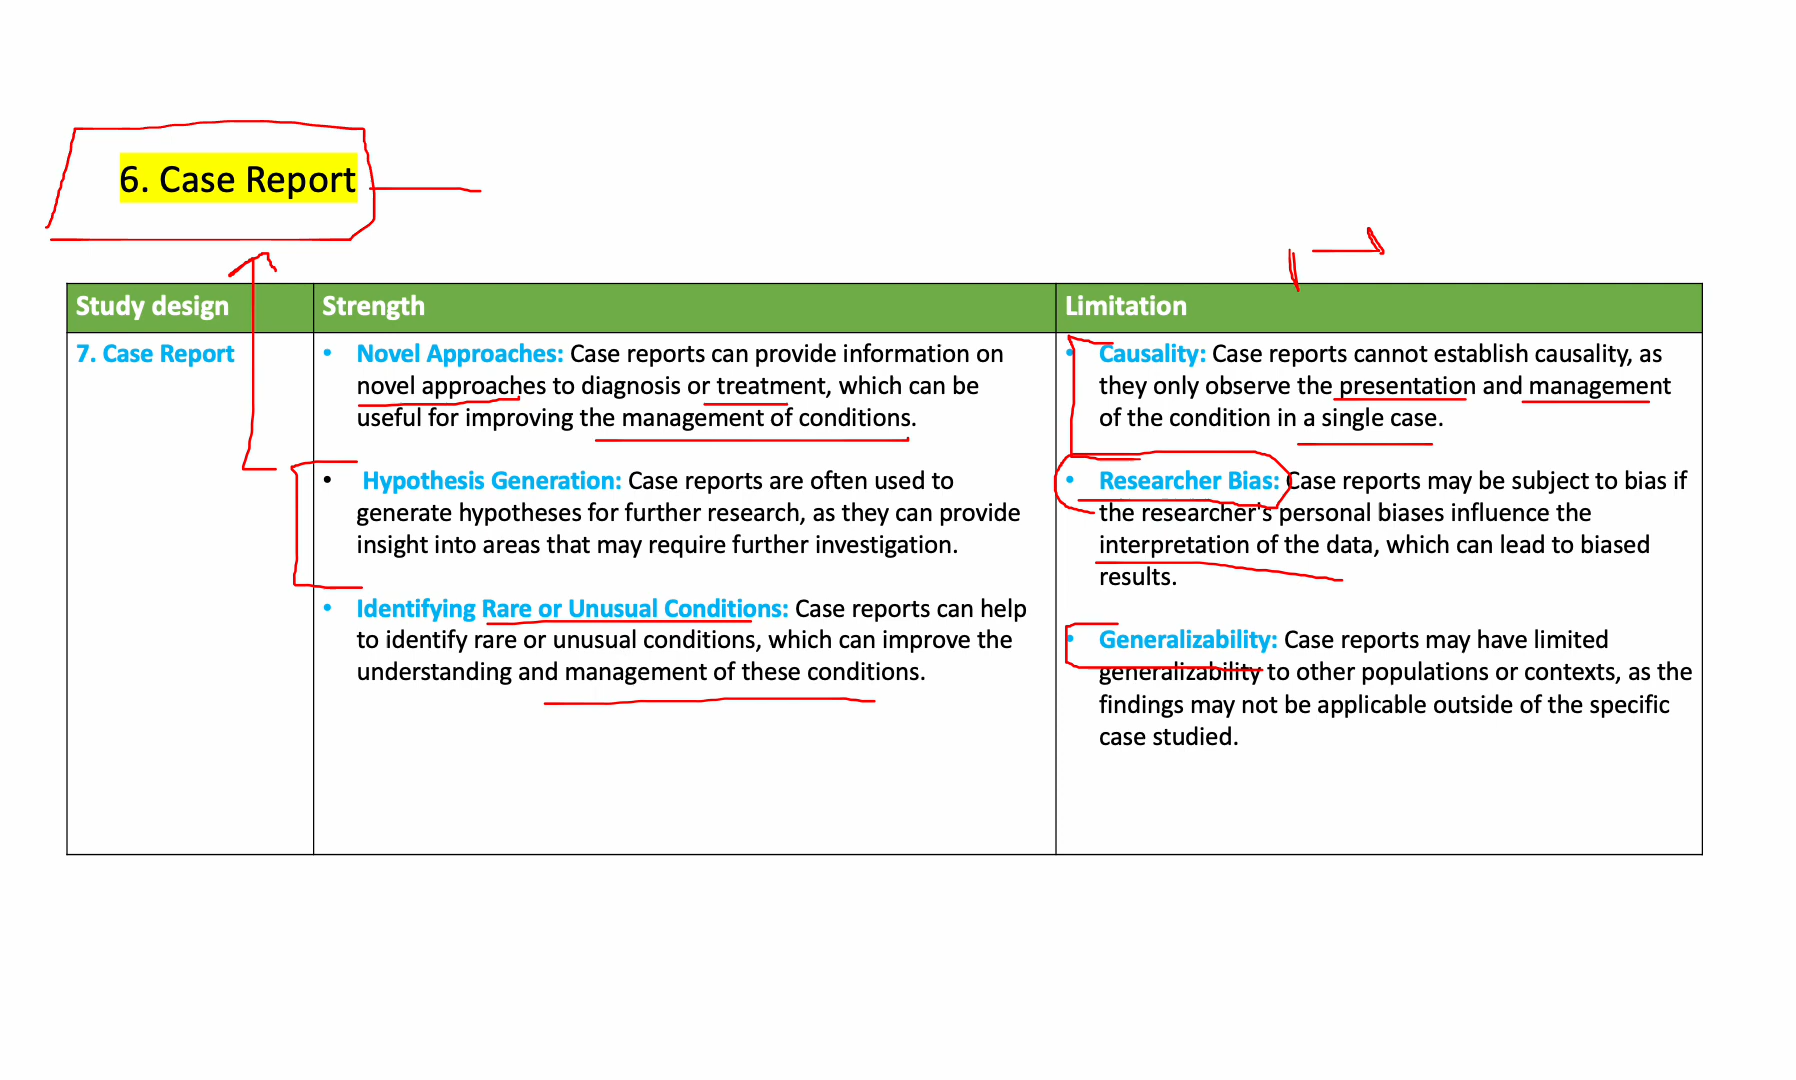 6. Case Report
Study design
Strength
Limitation
7. Case Report
• Novel Approaches: Case reports can provide information on
novel approaches to diagnosis or treatment, which can be
useful for improving the management of conditions.
• Hypothesis Generation: Case reports are often used to
generate hypotheses for further research, as they can provide
insight into areas that may require further investigation.
• Identifying Rare or Unusual Conditions: Case reports can help
to identify rare or unusual conditions, which can improve the
understanding and management of these conditions.
• Causality: Case reports cannot establish causality, as
they only observe the presentation and management
of the condition in a single case.
• Researcher Bias: Case reports may be subject to bias if
the researcher's personal biases influence the
interpretation of the data, which can lead to biased
results.
• Generalizability: Case reports may have limited
generalizability to other populations or contexts, as the
findings may not be applicable outside of the specific
case studied.